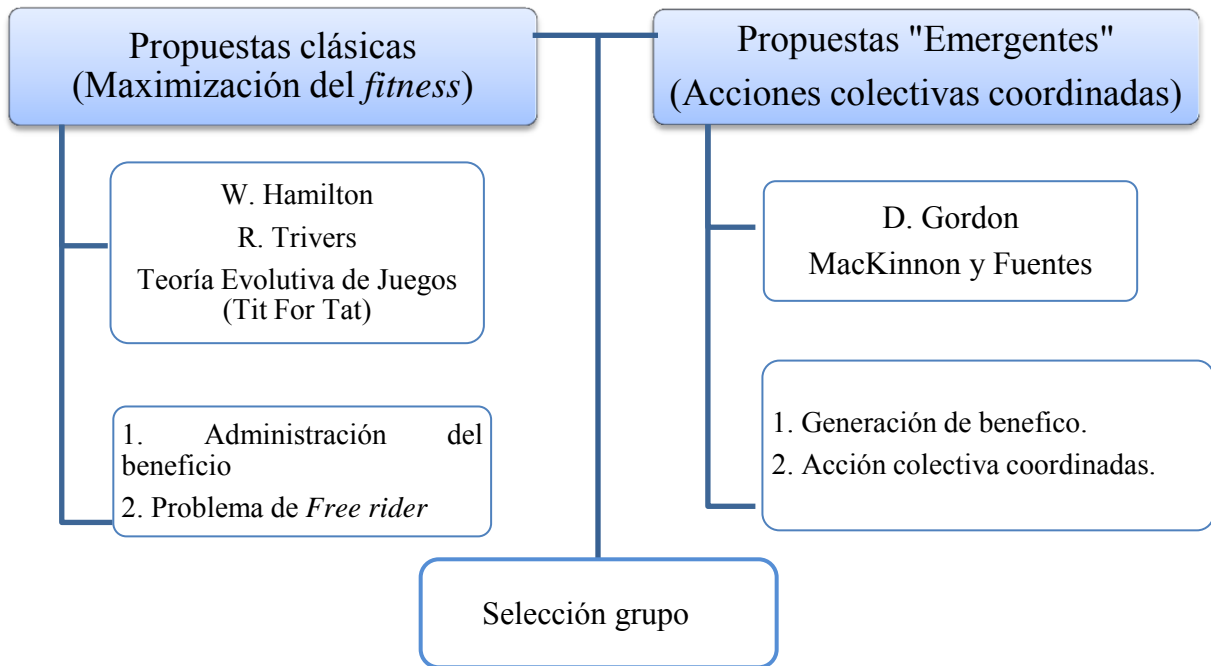 Propuestas clásicas
(Maximización del fitness)
W. Hamilton
R. Trivers
Teoría Evolutiva de Juegos
(Tit For Tat)
1. Administración del
beneficio
2. Problema de Free rider
Propuestas "Emergentes"
(Acciones colectivas coordinadas)
D. Gordon
MacKinnon y Fuentes
1. Generación de benefico.
2. Acción colectiva coordinadas.
Selección grupo